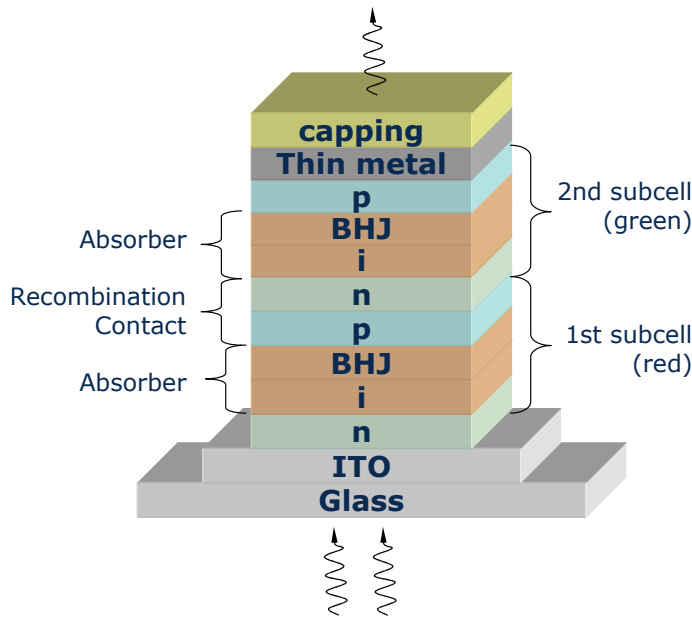 capping
Thin metal
p
BHJ
i
n
p
BHJ
i
n
ITO
Glass
Absorber
Recombination
Contact
Absorber
2nd subcell
(green)
1st subcell
(red)